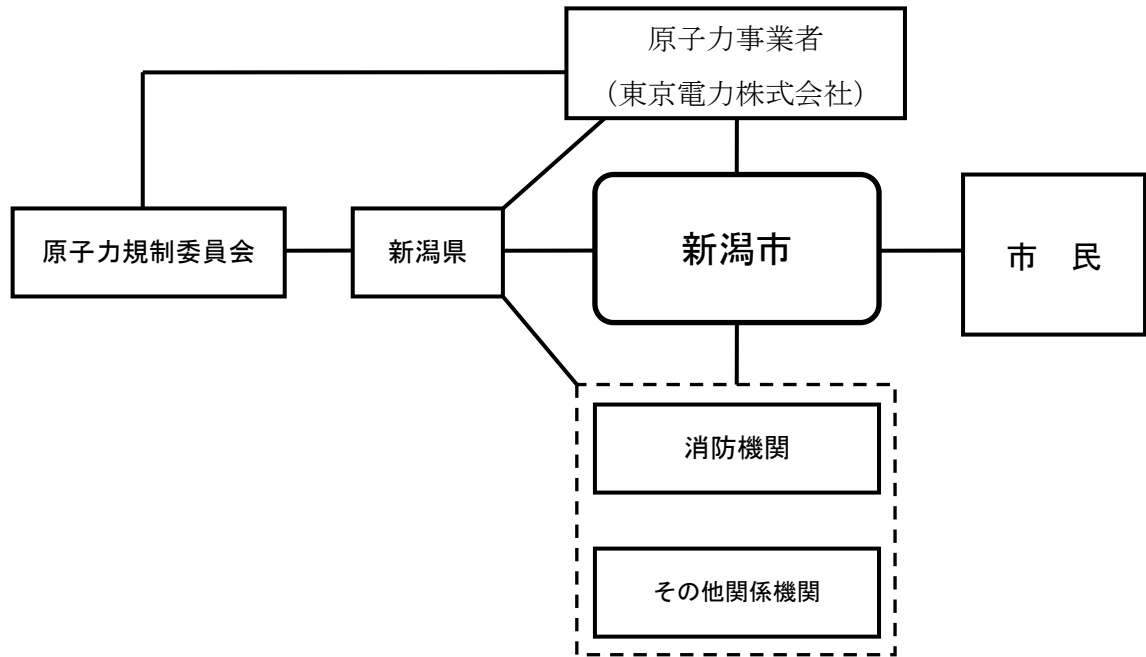 原子力事業者
（東京電力株式会社）
原子力規制委員会
新潟県
新潟市
市　民
消防機関
その他関係機関